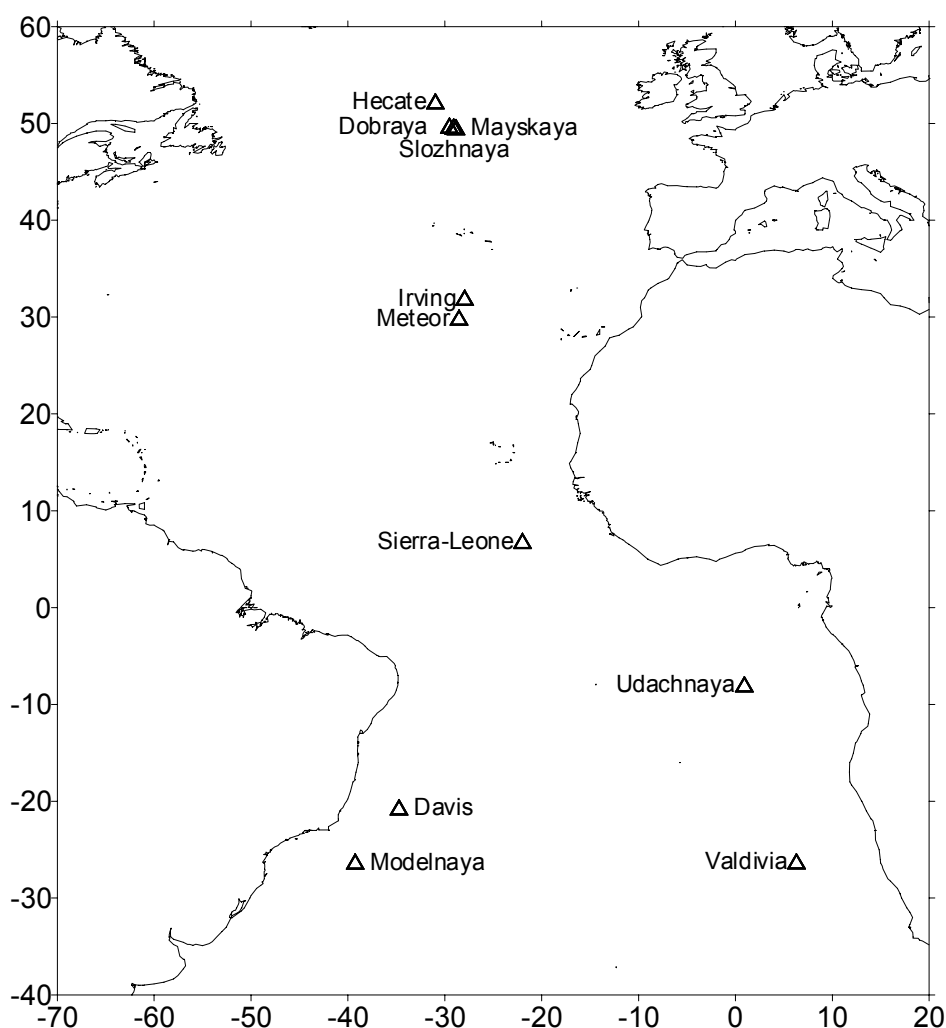 60
Hecate
50
Dobraya Mayskaya
Slozhnaya
40
Irving
30
Meteor
20
10
Sierra-Leone
0
Udachnaya
-10
-20
Davis
Modelnaya
Valdivia
-30
-40
-70 -60 -50 -40 -30 -20 -10 0 10 20